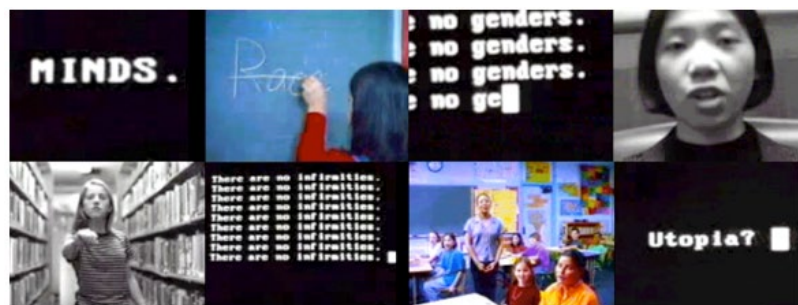 MINDS.
Race
e no genders.
e no genders.
e no genders.
e no ge
There are no infirmities.
There are no infirmities.
There are no infirmities.
There are no infirmities.
There are no infirmities.
There are no infirmities.
There are no infirmities.
There are no infirmities.
Utopia?